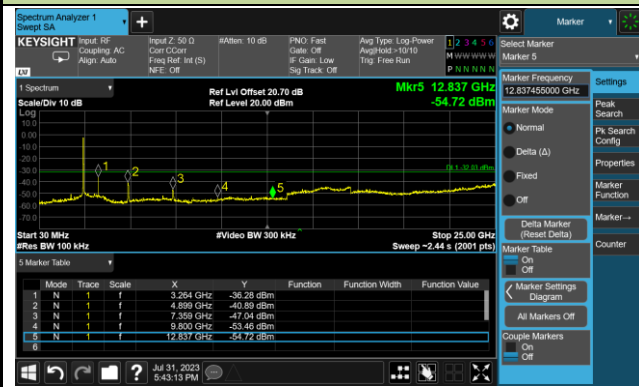 Spectrum Analyzer 1
Swept SA
Marker
KEYSIGHT
Input: RF
Coupling: AC
Align: Auto
Input Z: 50 Ω
Corr CCorr
Freq Ref: Int (S)
NFE: Off
#Atten: 10 dB
PNO: Fast
Gate: Off
IF Gain: Low
Sig Track: Off
Avg Type: Log-Power
Avg|Hold:>10/10
Trig: Free Run
1 2 3 4 5 6
M W W W W W
P N N N N N
LXI
Select Marker
Marker 5
1 Spectrum
Scale/Div 10 dB
Ref Lvl Offset 20.70 dB
Ref Level 20.00 dBm
Mkr5 12.837 GHz
-54.72 dBm
Marker Frequency
12.837455000 GHz
Settings
Log
10.0
0.00
-10.0
-20.0
-30.0
-40.0
-50.0
-60.0
-70.0
1
2
3
4
5
DL1 -32.03 dBm
Marker Mode
Normal
Delta (Δ)
Fixed
Off
Peak
Search
Pk Search
Config
Properties
Marker
Function
Marker→
Counter
Start 30 MHz
#Res BW 100 kHz
#Video BW 300 kHz
Stop 25.00 GHz
Sweep ~2.44 s (2001 pts)
Delta Marker
(Reset Delta)
Marker Table
On
Off
Marker Settings
Diagram
All Markers Off
Couple Markers
On
Off
5 Marker Table
Mode Trace Scale X Y Function Function Width Function Value
1 N 1 f 3.264 GHz -36.28 dBm
2 N 1 f 4.899 GHz -40.89 dBm
3 N 1 f 7.359 GHz -47.04 dBm
4 N 1 f 9.800 GHz -53.46 dBm
5 N 1 f 12.837 GHz -54.72 dBm
6
Jul 31, 2023
5:43:13 PM